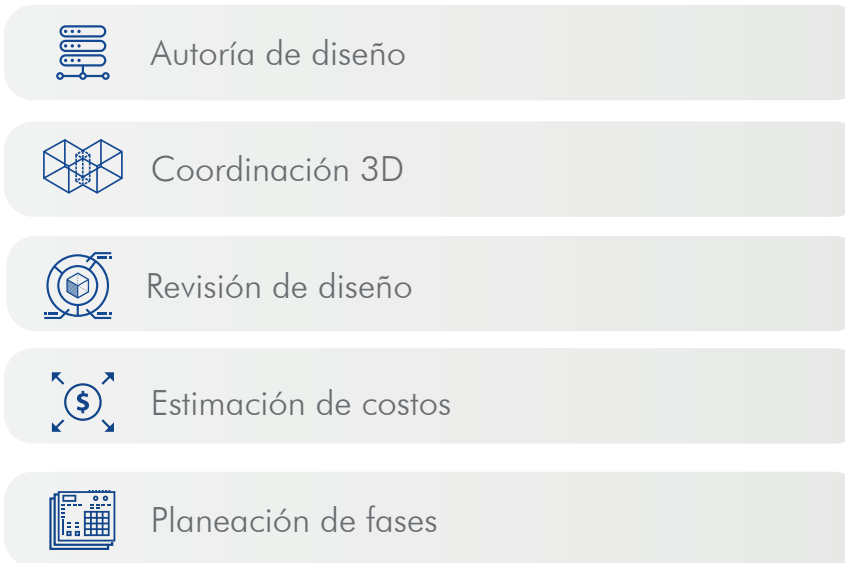 Autoría de diseño
Coordinación 3D
Revisión de diseño
$
Estimación de costos
Planeación de fases